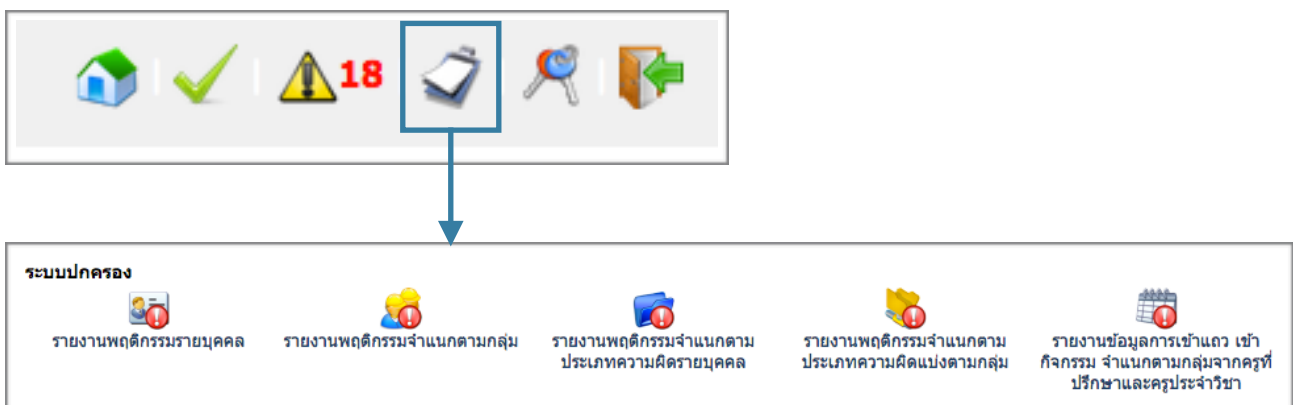 18
ระบบปกครอง
รายงานพฤติกรรมรายบุคคล
รายงานพฤติกรรมจำแนกตามกลุ่ม
รายงานพฤติกรรมจำแนกตาม
ประเภทความผิดรายบุคคล
รายงานพฤติกรรมจำแนกตาม
ประเภทความผิดแบ่งตามกลุ่ม
รายงานข้อมูลการเข้าแถว เข้า
กิจกรรม จำแนกตามกลุ่มจากครูที่
ปรึกษาและครูประจำวิชา